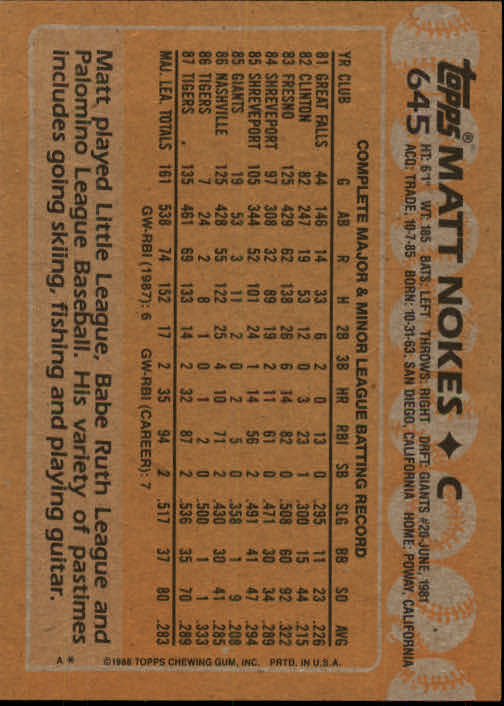 topps® MATT NOKES ✦ C
645 HT: 6'1" WT: 185 BATS: LEFT THROWS: RIGHT DRFT: GIANTS #20-JUNE, 1981
ACQ: TRADE, 10-7-85 BORN: 10-31-63, SAN DIEGO, CALIFORNIA HOME: POWAY, CALIFORNIA
COMPLETE MAJOR & MINOR LEAGUE BATTING RECORD
YR CLUB G AB R H 2B 3B HR RBI SB SLG BB SO AVG
81 GREAT FALLS 44 146 14 33 6 2 0 13 0 .295 11 23 .226
82 CLINTON 82 247 19 53 12 0 3 23 1 .300 15 44 .215
83 FRESNO 125 429 62 138 26 6 14 82 0 .508 60 92 .322
84 SHREVEPORT 97 308 32 89 19 2 11 61 0 .471 30 34 .289
85 SHREVEPORT 105 344 52 101 24 1 14 56 2 .491 41 47 .294
85 GIANTS 19 53 3 11 2 0 2 5 0 .358 1 9 .208
86 NASHVILLE 125 428 55 122 25 4 10 71 2 .430 30 41 .285
86 TIGERS 7 24 2 8 1 0 1 2 0 .500 1 1 .333
87 TIGERS 135 461 69 133 14 2 32 87 2 .536 35 70 .289
MAJ. LEA. TOTALS 161 538 74 152 17 2 35 94 2 .517 37 80 .283
GW-RBI (1987): 6 GW-RBI (CAREER): 7
Matt played Little League, Babe Ruth League and
Palomino League Baseball. His variety of pastimes
includes going skiing, fishing and playing guitar.
A * ©1988 TOPPS CHEWING GUM, INC. PRTD. IN U.S.A.